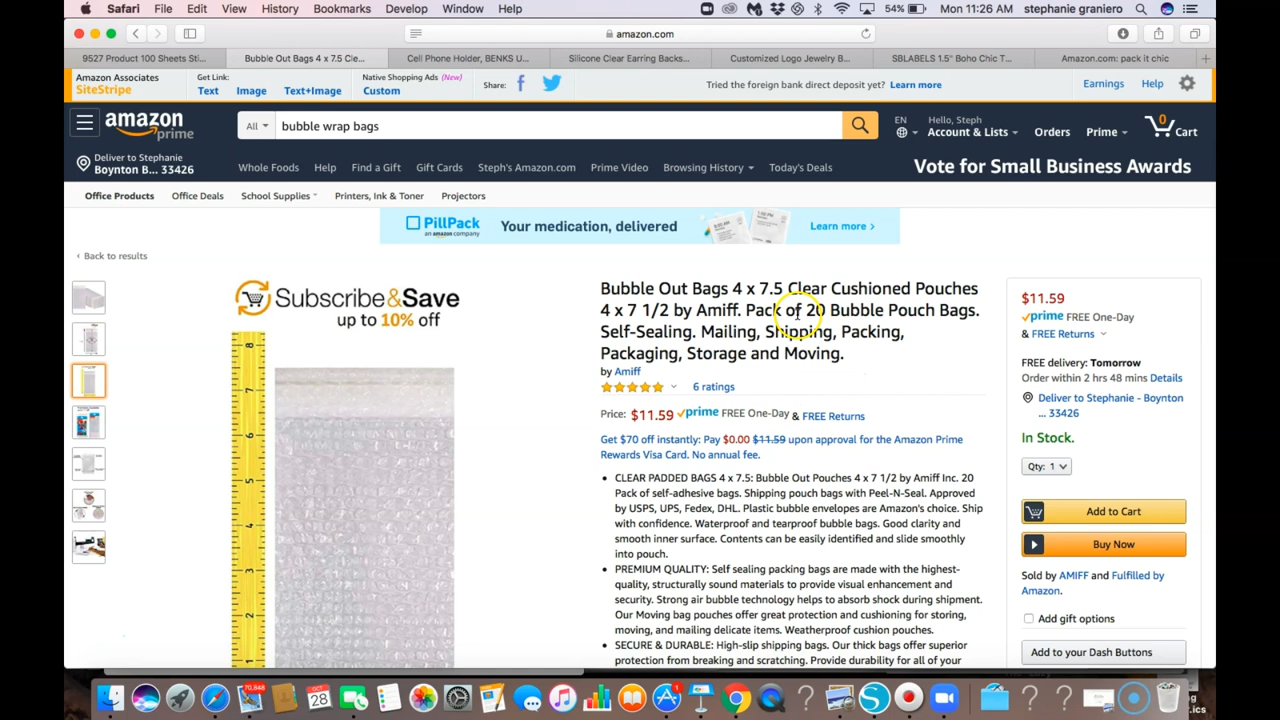 Safari File Edit View History Bookmarks Develop Window Help 54% Mon 11:26 AM stephanie graniero
amazon.com
9527 Product 100 Sheets Sti... Bubble Out Bags 4 x 7.5 Cle... Cell Phone Holder, BENKS U... Silicone Clear Earring Backs... Customized Logo Jewelry B... SBLABELS 1.5" Boho Chic T... Amazon.com: pack it chic
Amazon Associates
SiteStripe
Get Link:
Text Image Text+Image
Native Shopping Ads (New)
Custom
Share:
Tried the foreign bank direct deposit yet? Learn more
Earnings Help
amazon
prime
All bubble wrap bags
EN
Hello, Steph
Account & Lists Orders Prime 0 Cart
Deliver to Stephanie
Boynton B... 33426
Whole Foods Help Find a Gift Gift Cards Steph's Amazon.com Prime Video Browsing History Today's Deals
Vote for Small Business Awards
Office Products Office Deals School Supplies Printers, Ink & Toner Projectors
PillPack
an amazon company
Your medication, delivered
Learn more >
‹ Back to results
Subscribe&Save
up to 10% off
8
7
6
5
4
3
2
1
Bubble Out Bags 4 x 7.5 Clear Cushioned Pouches
4 x 7 1/2 by Amiff. Pack of 20 Bubble Pouch Bags.
Self-Sealing. Mailing, Shipping, Packing,
Packaging, Storage and Moving.
by Amiff
6 ratings
Price: $11.59 prime FREE One-Day & FREE Returns
Get $70 off instantly: Pay $0.00 $11.59 upon approval for the Amazon Prime
Rewards Visa Card. No annual fee.
• CLEAR PADDED BAGS 4 x 7.5: Bubble Out Pouches 4 x 7 1/2 by Amiff Inc. 20
Pack of self-adhesive bags. Shipping pouch bags with Peel-N-Seal. Approved
by USPS, UPS, Fedex, DHL. Plastic bubble envelopes are Amazon's choice. Ship
with confidence. Waterproof and tearproof bubble bags. Good clarity and
smooth inner surface. Contents can be easily identified and slide smoothly
into pouch.
• PREMIUM QUALITY: Self sealing packing bags are made with the highest-
quality, structurally sound materials to provide visual enhancement and
security. Strong air bubble technology helps to absorb shock during shipment.
Our Moving bag pouches offer great protection and cushioning for storing,
moving, and mailing delicate items. Weatherproof cushion pouches.
• SECURE & DURABLE: High-slip shipping bags. Our thick bags offer superior
protection from breaking and scratching. Provide durability for all of your
$11.59
prime FREE One-Day
& FREE Returns
FREE delivery: Tomorrow
Order within 2 hrs 48 mins Details
Deliver to Stephanie - Boynton
... 33426
In Stock.
Qty: 1
Add to Cart
Buy Now
Sold by AMIFF and Fulfilled by
Amazon.
Add gift options
Add to your Dash Buttons
70,848
OCT
28
1